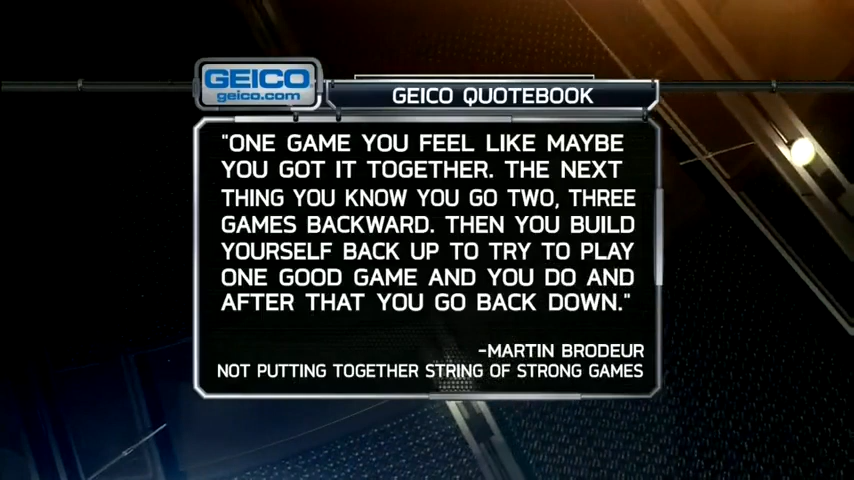 GEICO
geico.com
GEICO QUOTEBOOK
"ONE GAME YOU FEEL LIKE MAYBE
YOU GOT IT TOGETHER. THE NEXT
THING YOU KNOW YOU GO TWO, THREE
GAMES BACKWARD. THEN YOU BUILD
YOURSELF BACK UP TO TRY TO PLAY
ONE GOOD GAME AND YOU DO AND
AFTER THAT YOU GO BACK DOWN."
-MARTIN BRODEUR
NOT PUTTING TOGETHER STRING OF STRONG GAMES